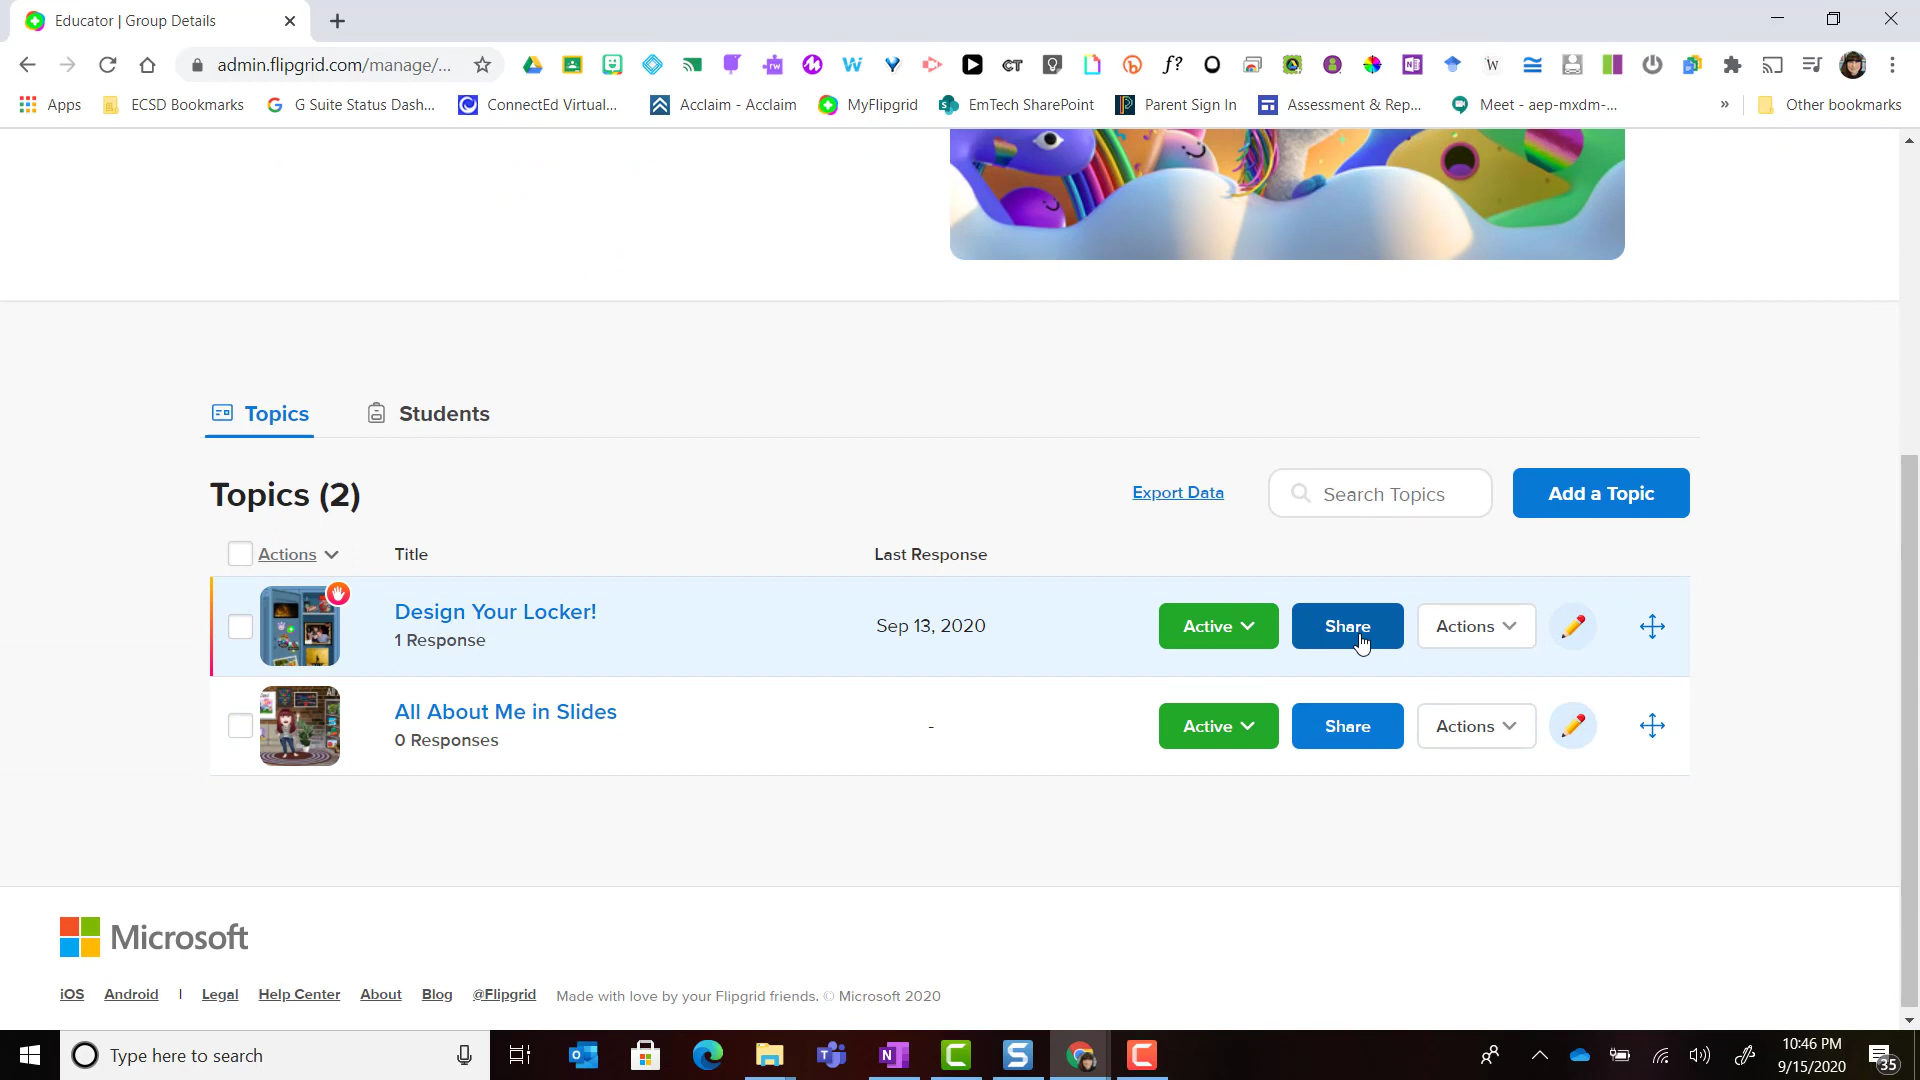 Educator | Group Details
admin.flipgrid.com/manage/...
Apps ECSD Bookmarks G Suite Status Dash... ConnectEd Virtual... Acclaim - Acclaim MyFlipgrid EmTech SharePoint Parent Sign In Assessment & Rep... Meet - aep-mxdm-... » Other bookmarks
Topics Students
Topics (2) Export Data Search Topics Add a Topic
Actions Title Last Response
Design Your Locker! Sep 13, 2020 Active Share Actions
1 Response
All About Me in Slides - Active Share Actions
0 Responses
Microsoft
iOS Android | Legal Help Center About Blog @Flipgrid Made with love by your Flipgrid friends. © Microsoft 2020
Type here to search
10:46 PM
9/15/2020
35